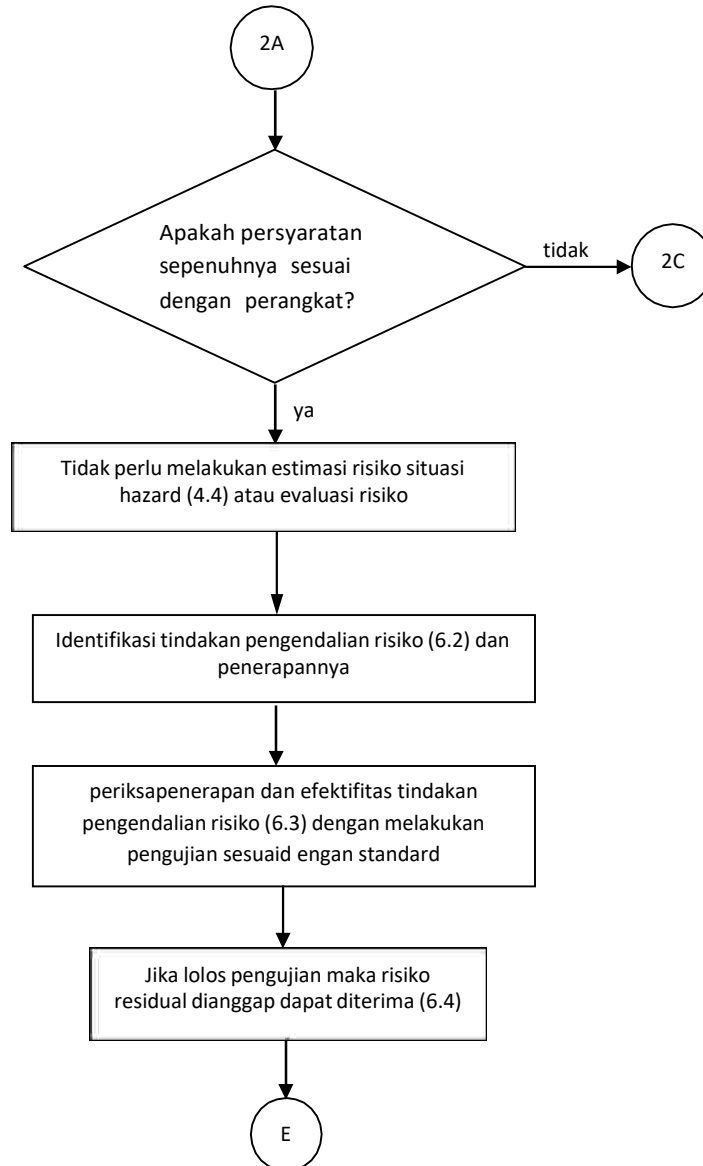 2A
Apakah persyaratan
sepenuhnya sesuai
dengan perangkat?
tidak
2C
ya
Tidak perlu melakukan estimasi risiko situasi
hazard (4.4) atau evaluasi risiko
Identifikasi tindakan pengendalian risiko (6.2) dan
penerapannya
periksapenerapan dan efektifitas tindakan
pengendalian risiko (6.3) dengan melakukan
pengujian sesuaid engan standard
Jika lolos pengujian maka risiko
residual dianggap dapat diterima (6.4)
E